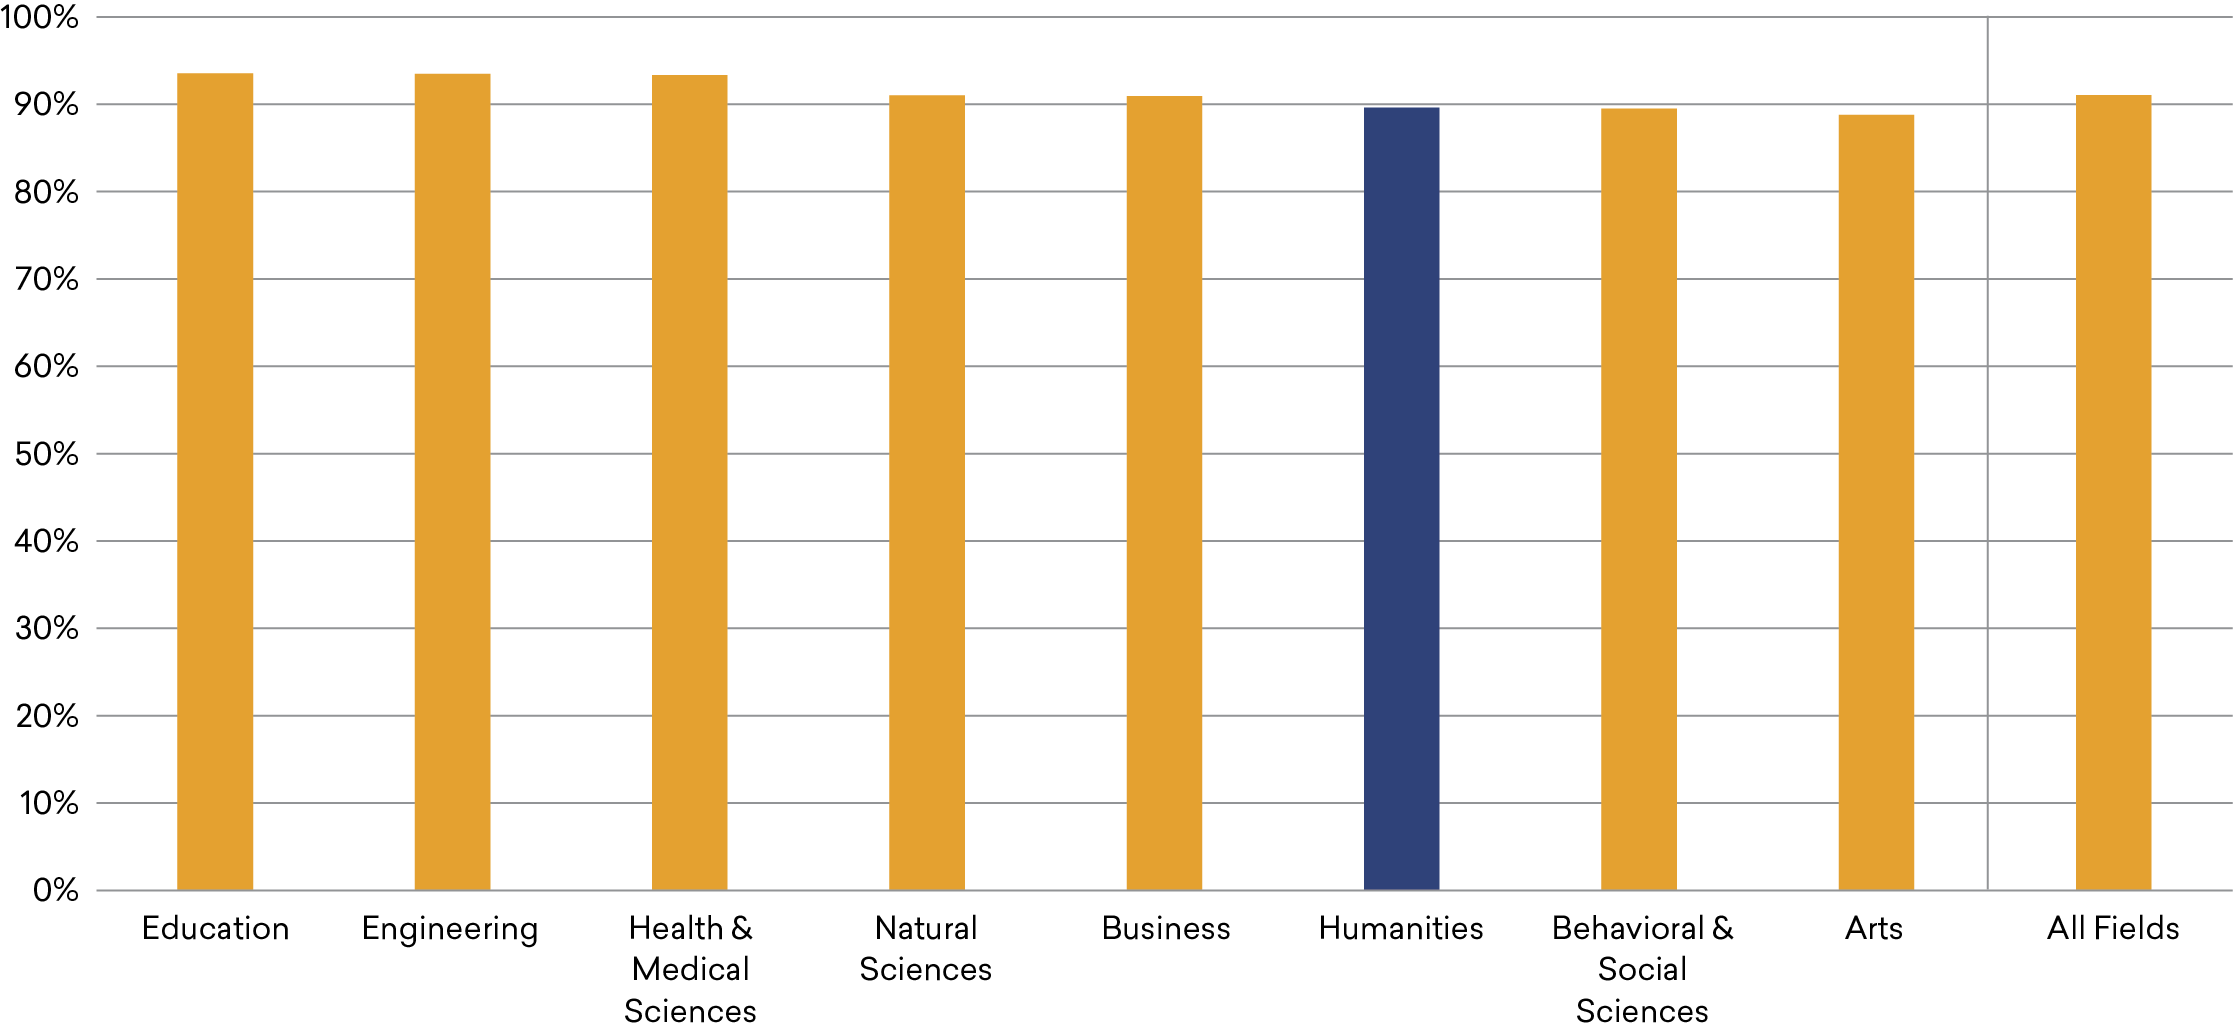 100%
90%
80%
70%
60%
50%
40%
30%
20%
10%
0%
Education
Engineering
Health &
Medical
Sciences
Natural
Sciences
Business
Humanities
Behavioral &
Social
Sciences
Arts
All Fields